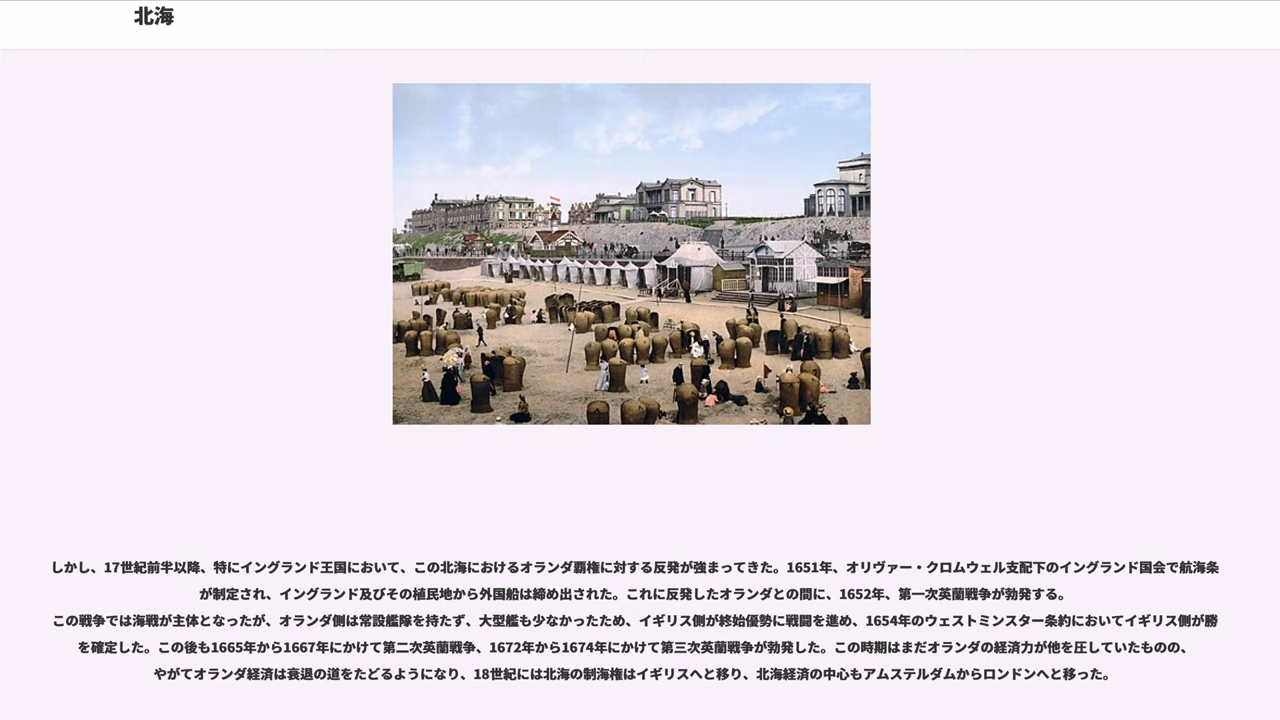 北海
しかし、17世紀前半以降、特にイングランド王国において、この北海におけるオランダ覇権に対する反発が強まってきた。1651年、オリヴァー・クロムウェル支配下のイングランド国会で航海条
が制定され、イングランド及びその植民地から外国船は締め出された。これに反発したオランダとの間に、1652年、第一次英蘭戦争が勃発する。
この戦争では海戦が主体となったが、オランダ側は常設艦隊を持たず、大型艦も少なかったため、イギリス側が終始優勢に戦闘を進め、1654年のウェストミンスター条約においてイギリス側が勝
を確定した。この後も1665年から1667年にかけて第二次英蘭戦争、1672年から1674年にかけて第三次英蘭戦争が勃発した。この時期はまだオランダの経済力が他を圧していたものの、
やがてオランダ経済は衰退の道をたどるようになり、18世紀には北海の制海権はイギリスへと移り、北海経済の中心もアムステルダムからロンドンへと移った。